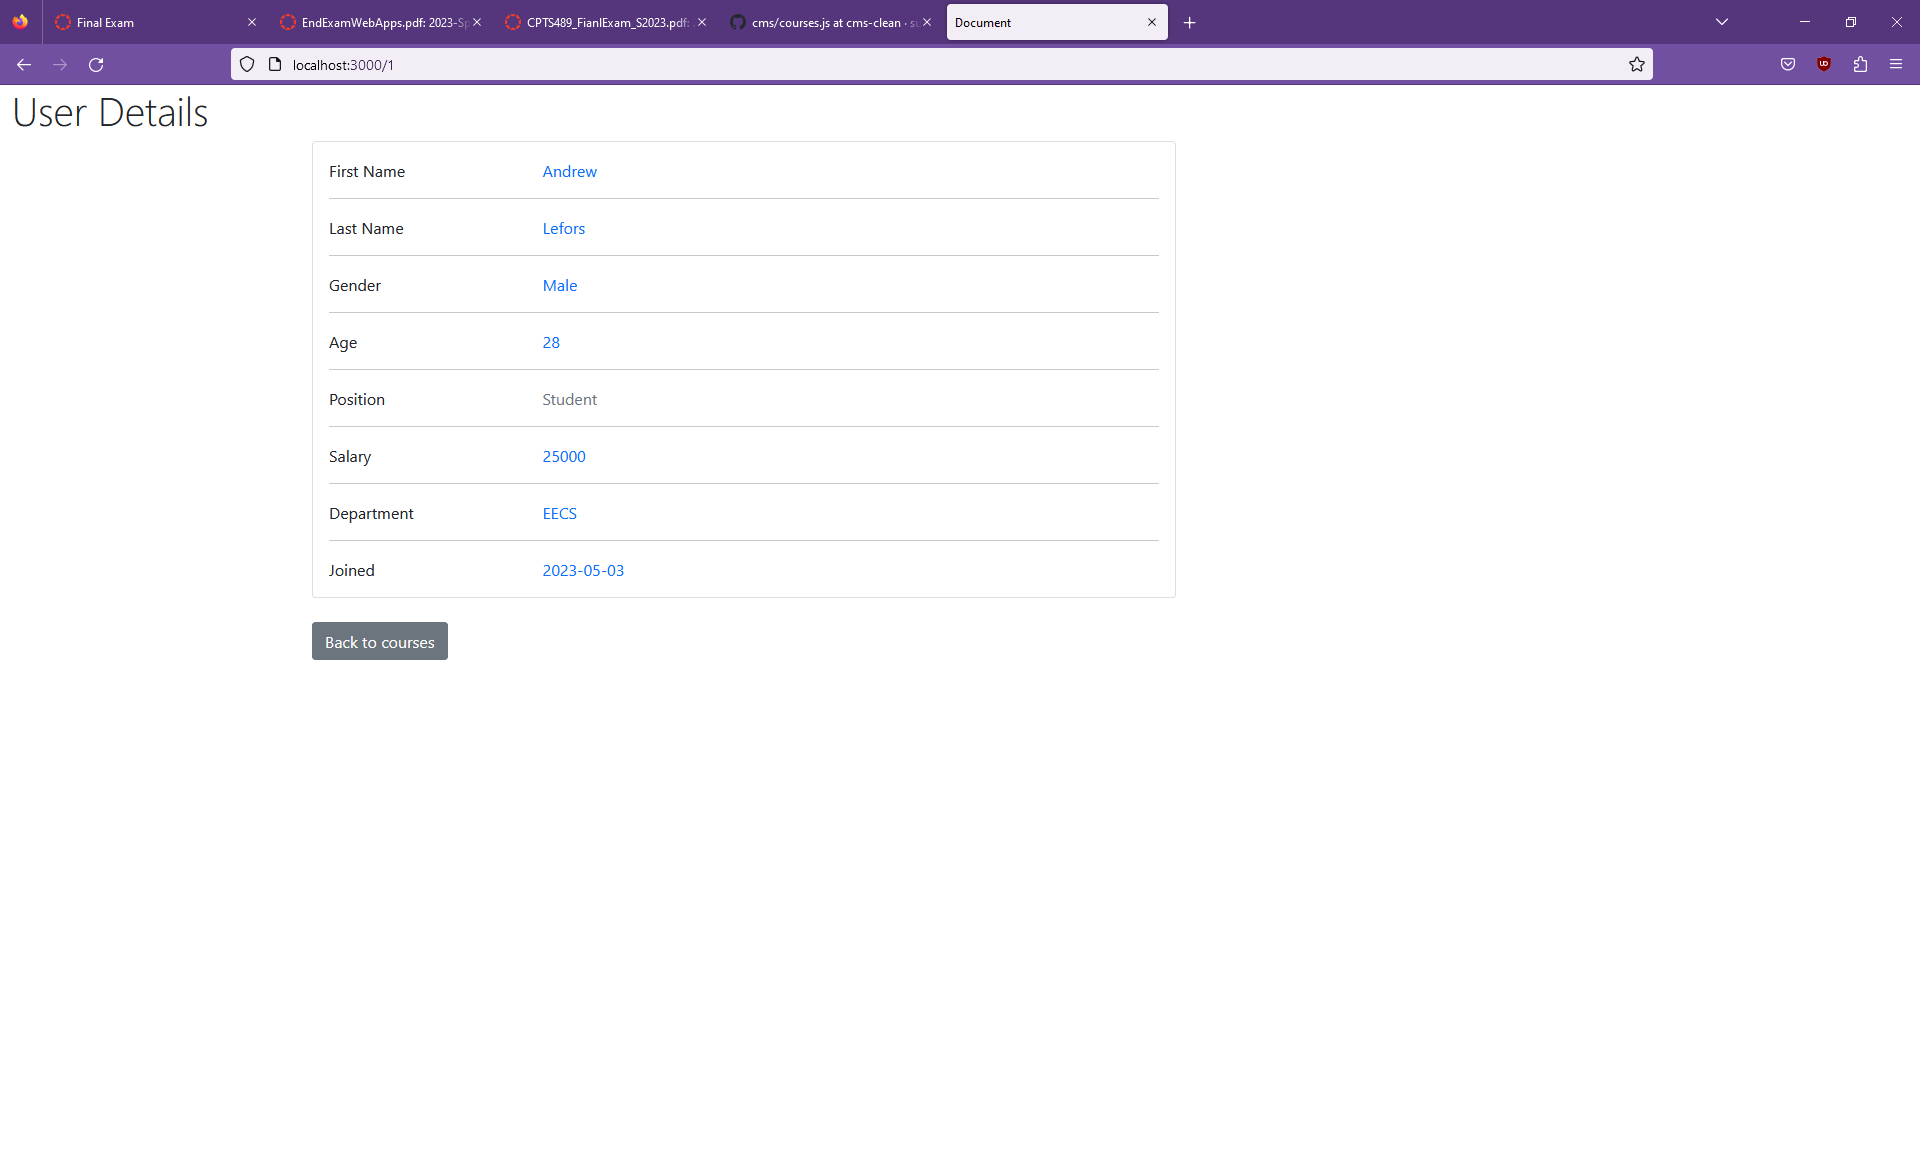 Final Exam
EndExamWebApps.pdf: 2023-Sp
CPTS489_FianlExam_S2023.pdf:
cms/courses.js at cms-clean · su
Document
localhost:3000/1
User Details
First Name Andrew
Last Name Lefors
Gender Male
Age 28
Position Student
Salary 25000
Department EECS
Joined 2023-05-03
Back to courses